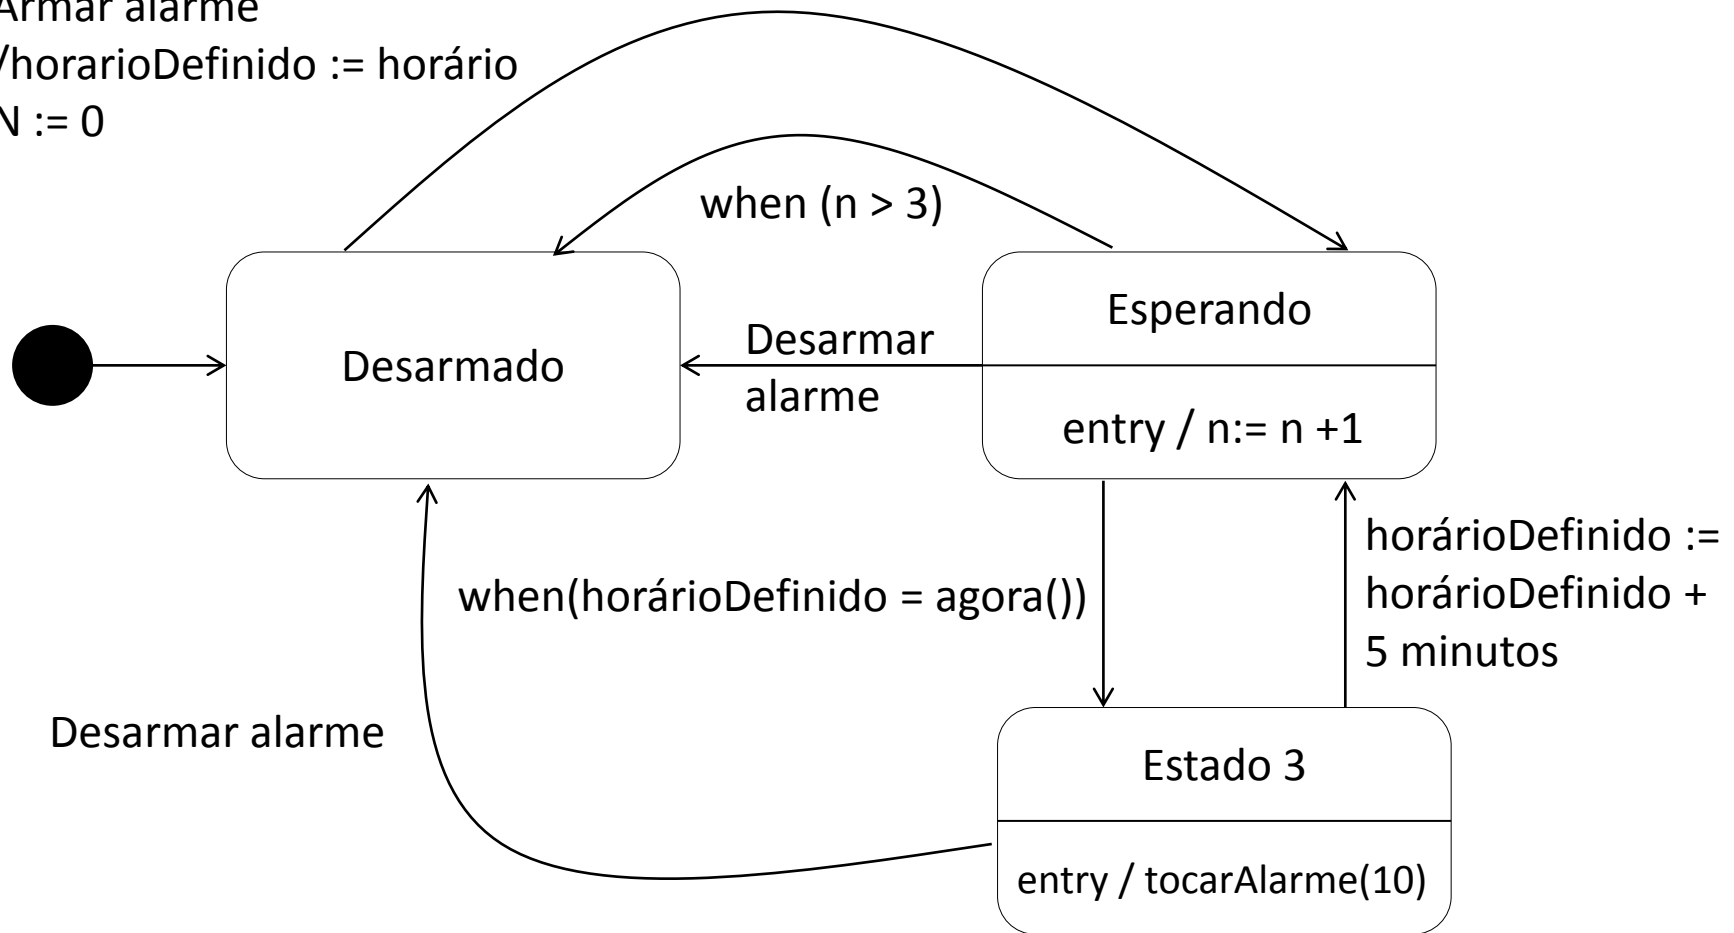 Armar alarme
/horarioDefinido := horário
N := 0
when (n > 3)
Esperando
Desarmar
alarme
Desarmado
entry / n:= n +1
horárioDefinido :=
horárioDefinido +
5 minutos
when(horárioDefinido = agora())
Desarmar alarme
Estado 3
entry / tocarAlarme(10)